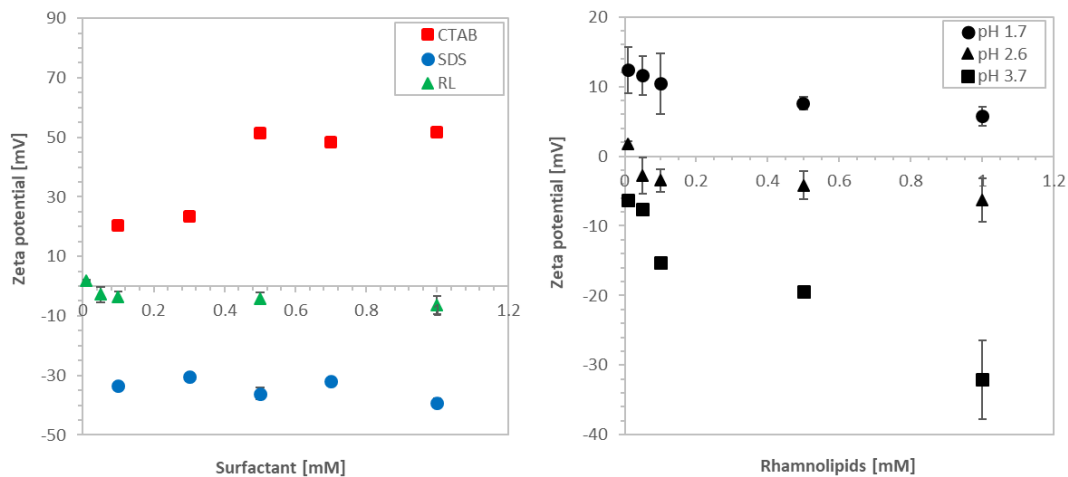 90
70
50
30
10
-10
-30
-50
0
0.2
0.4
0.6
0.8
1.0
1.2
Zeta potential [mV]
Surfactant [mM]
CTAB
SDS
RL
20
10
0
-10
-20
-30
-40
0
0.2
0.4
0.6
0.8
1.0
1.2
Zeta potential [mV]
Rhamnolipids [mM]
pH 1.7
pH 2.6
pH 3.7